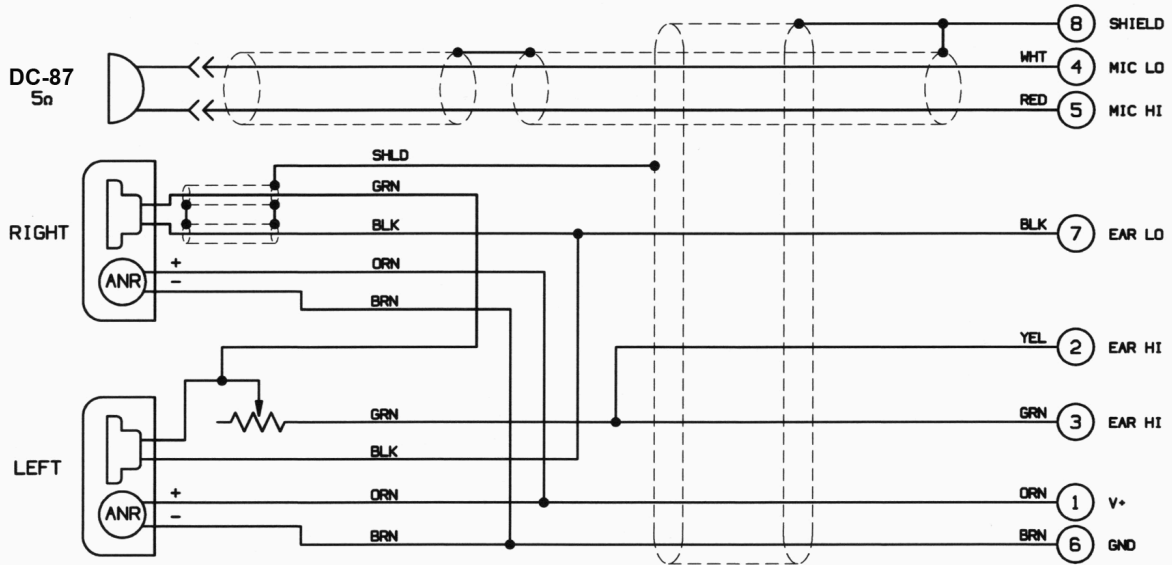 8 SHIELD
WHT 4 MIC LO
DC-87
5Ω
RED 5 MIC HI
SHLD
GRN
RIGHT
BLK BLK 7 EAR LO
+ ORN
ANR
- BRN
YEL 2 EAR HI
GRN GRN 3 EAR HI
BLK
LEFT
+ ORN ORN 1 V+
ANR
- BRN BRN 6 GND